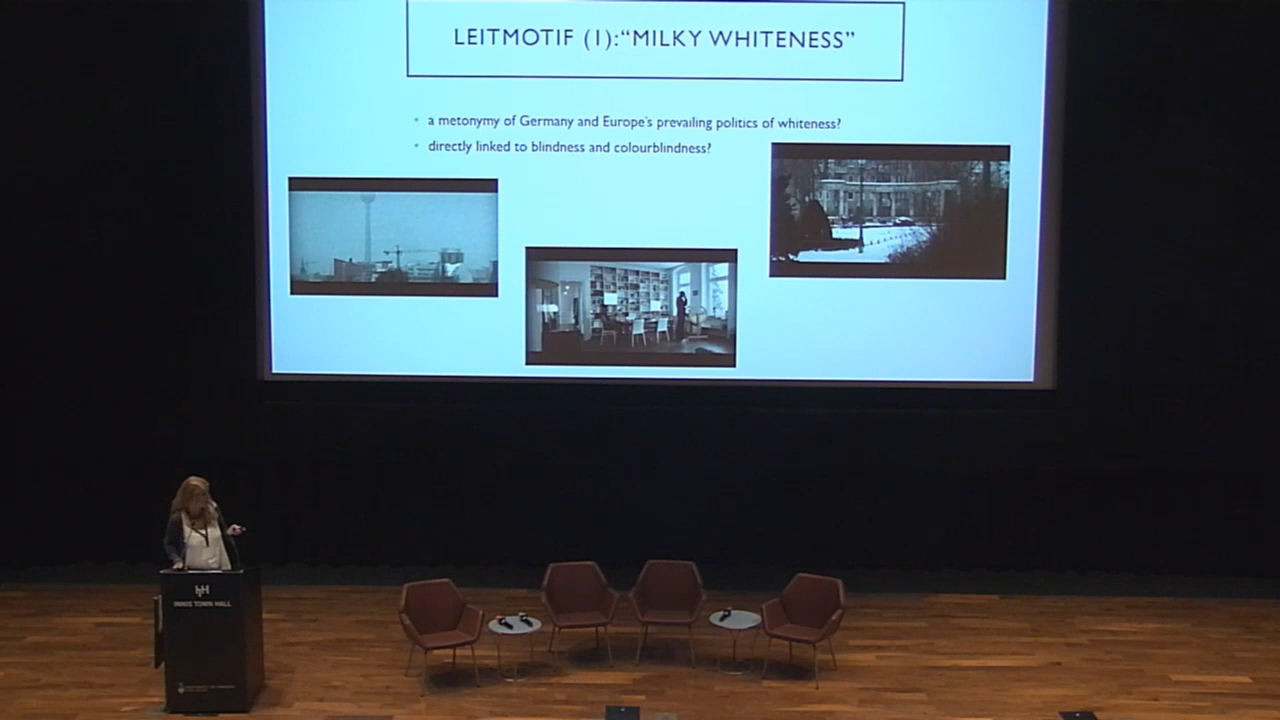 LEITMOTIF (1):“MILKY WHITENESS”
a metonymy of Germany and Europe's prevailing politics of whiteness?
directly linked to blindness and colourblindness?
INNIS TOWN HALL